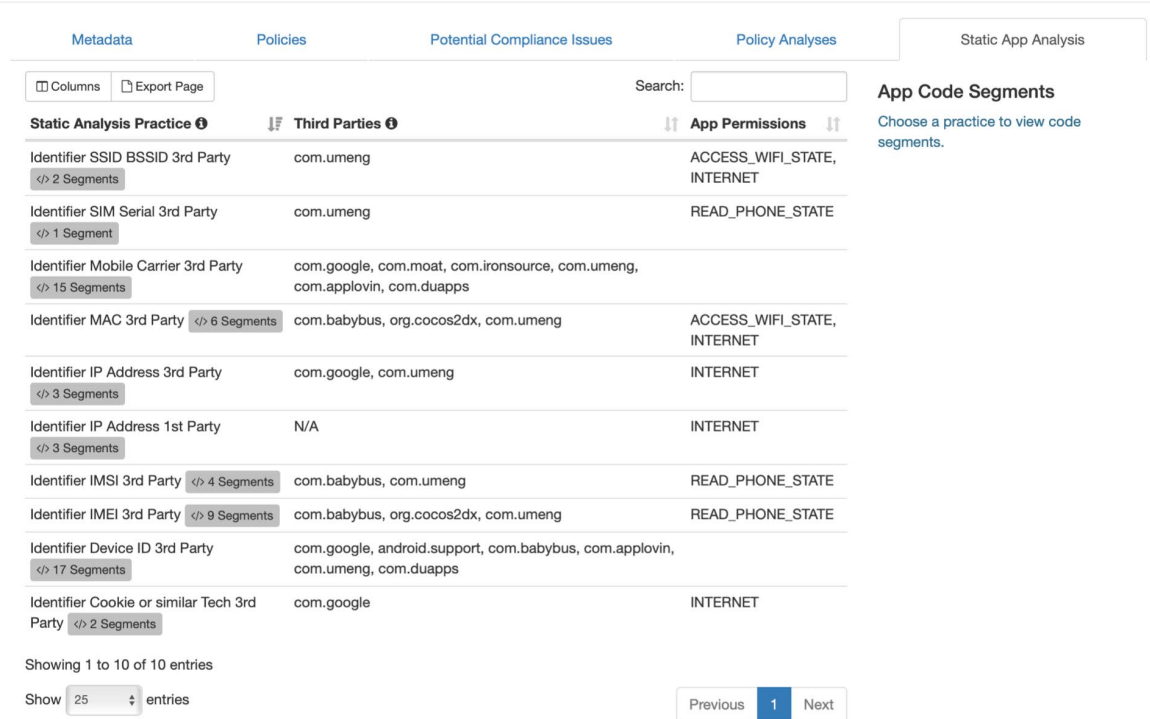 Metadata Policies Potential Compliance Issues Policy Analyses Static App Analysis
Columns Export Page Search:
App Code Segments
Choose a practice to view code
segments.
Static Analysis Practice Third Parties App Permissions
Identifier SSID BSSID 3rd Party com.umeng ACCESS_WIFI_STATE,
</> 2 Segments INTERNET
Identifier SIM Serial 3rd Party com.umeng READ_PHONE_STATE
</> 1 Segment
Identifier Mobile Carrier 3rd Party com.google, com.moat, com.ironsource, com.umeng,
</> 15 Segments com.applovin, com.duapps
Identifier MAC 3rd Party </> 6 Segments com.babybus, org.cocos2dx, com.umeng ACCESS_WIFI_STATE,
INTERNET
Identifier IP Address 3rd Party com.google, com.umeng INTERNET
</> 3 Segments
Identifier IP Address 1st Party N/A INTERNET
</> 3 Segments
Identifier IMSI 3rd Party </> 4 Segments com.babybus, com.umeng READ_PHONE_STATE
Identifier IMEI 3rd Party </> 9 Segments com.babybus, org.cocos2dx, com.umeng READ_PHONE_STATE
Identifier Device ID 3rd Party com.google, android.support, com.babybus, com.applovin,
</> 17 Segments com.umeng, com.duapps
Identifier Cookie or similar Tech 3rd com.google INTERNET
Party </> 2 Segments
Showing 1 to 10 of 10 entries
Show 25 entries Previous 1 Next